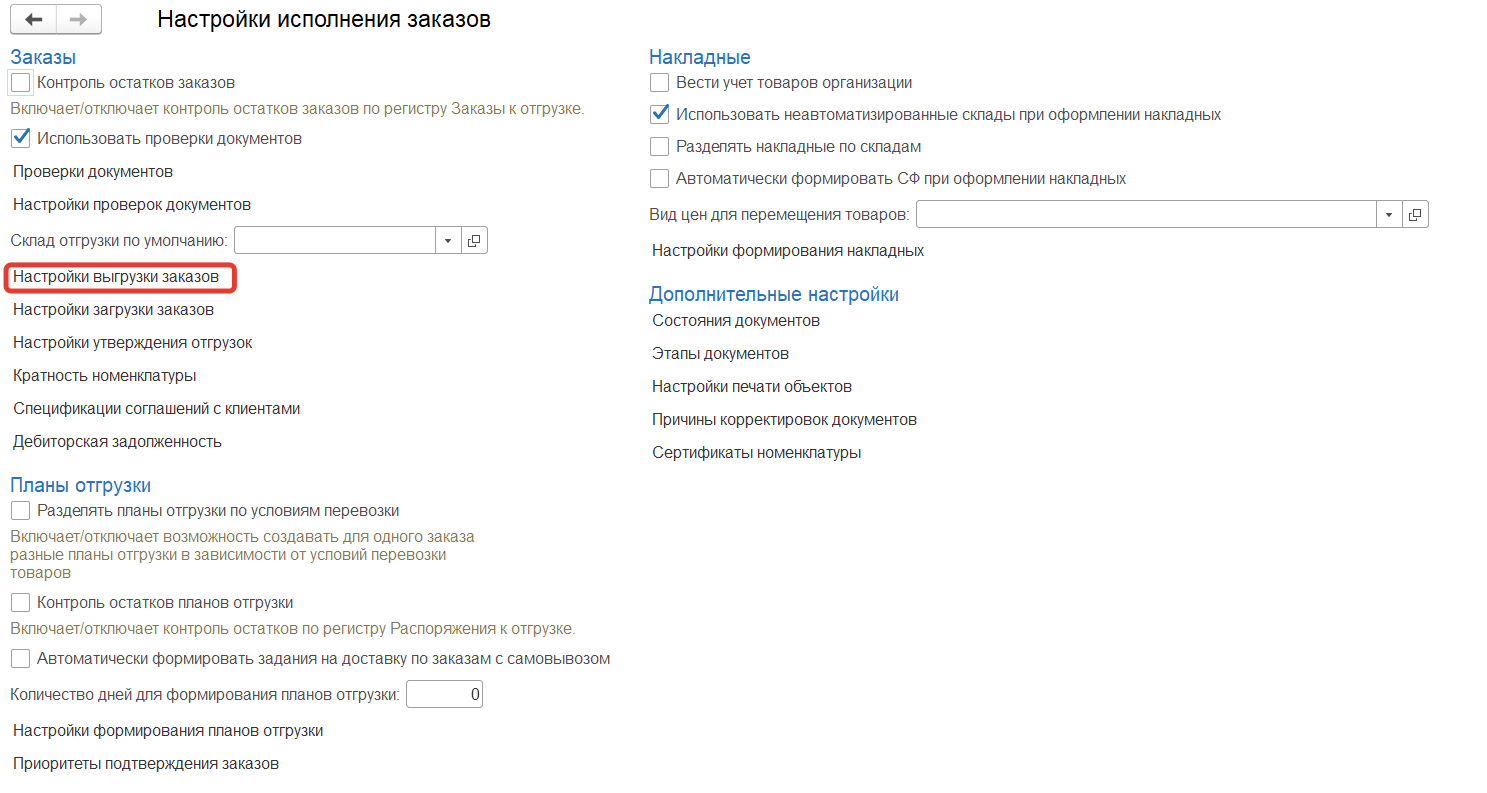 Настройки исполнения заказов
Заказы
Контроль остатков заказов
Включает/отключает контроль остатков заказов по регистру Заказы к отгрузке.
Использовать проверки документов
Проверки документов
Настройки проверок документов
Склад отгрузки по умолчанию:
Настройки выгрузки заказов
Настройки загрузки заказов
Настройки утверждения отгрузок
Кратность номенклатуры
Спецификации соглашений с клиентами
Дебиторская задолженность
Планы отгрузки
Разделять планы отгрузки по условиям перевозки
Включает/отключает возможность создавать для одного заказа
разные планы отгрузки в зависимости от условий перевозки
товаров
Контроль остатков планов отгрузки
Включает/отключает контроль остатков по регистру Распоряжения к отгрузке.
Автоматически формировать задания на доставку по заказам с самовывозом
Количество дней для формирования планов отгрузки: 0
Настройки формирования планов отгрузки
Приоритеты подтверждения заказов
Накладные
Вести учет товаров организации
Использовать неавтоматизированные склады при оформлении накладных
Разделять накладные по складам
Автоматически формировать СФ при оформлении накладных
Вид цен для перемещения товаров:
Настройки формирования накладных
Дополнительные настройки
Состояния документов
Этапы документов
Настройки печати объектов
Причины корректировок документов
Сертификаты номенклатуры